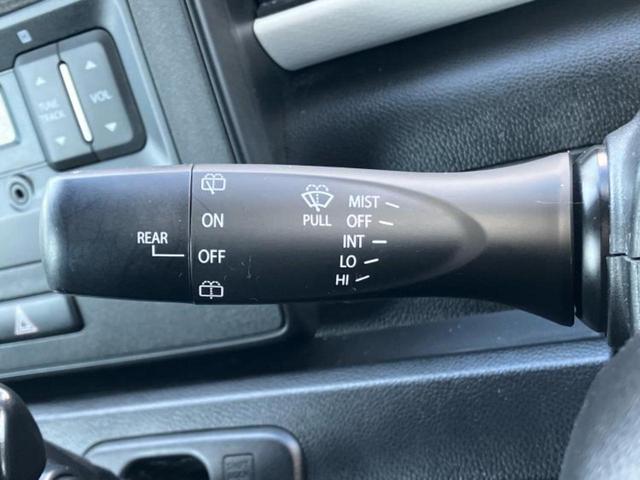 TUNE
TRACK
VOL
REAR
ON
OFF
PULL
MIST
OFF
INT
LO
HI